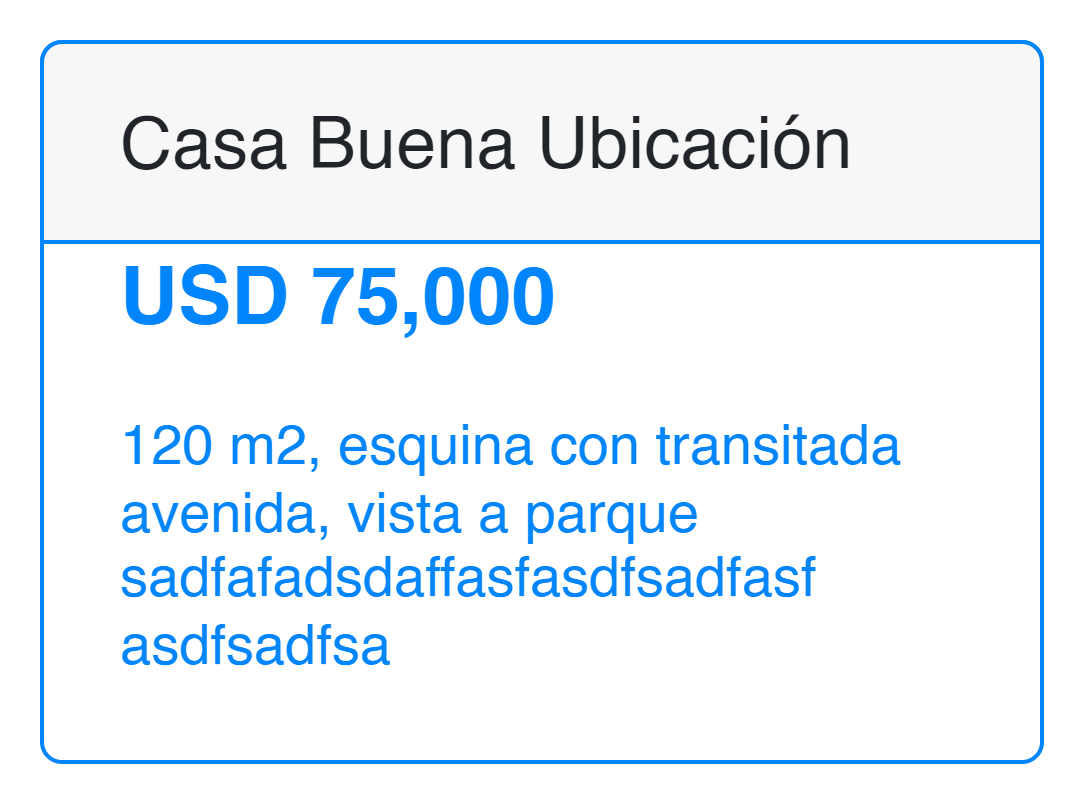 Casa Buena Ubicación
USD 75,000
120 m2, esquina con transitada
avenida, vista a parque
sadfafadsdaffasfasdfsadfasf
asdfsadfsa